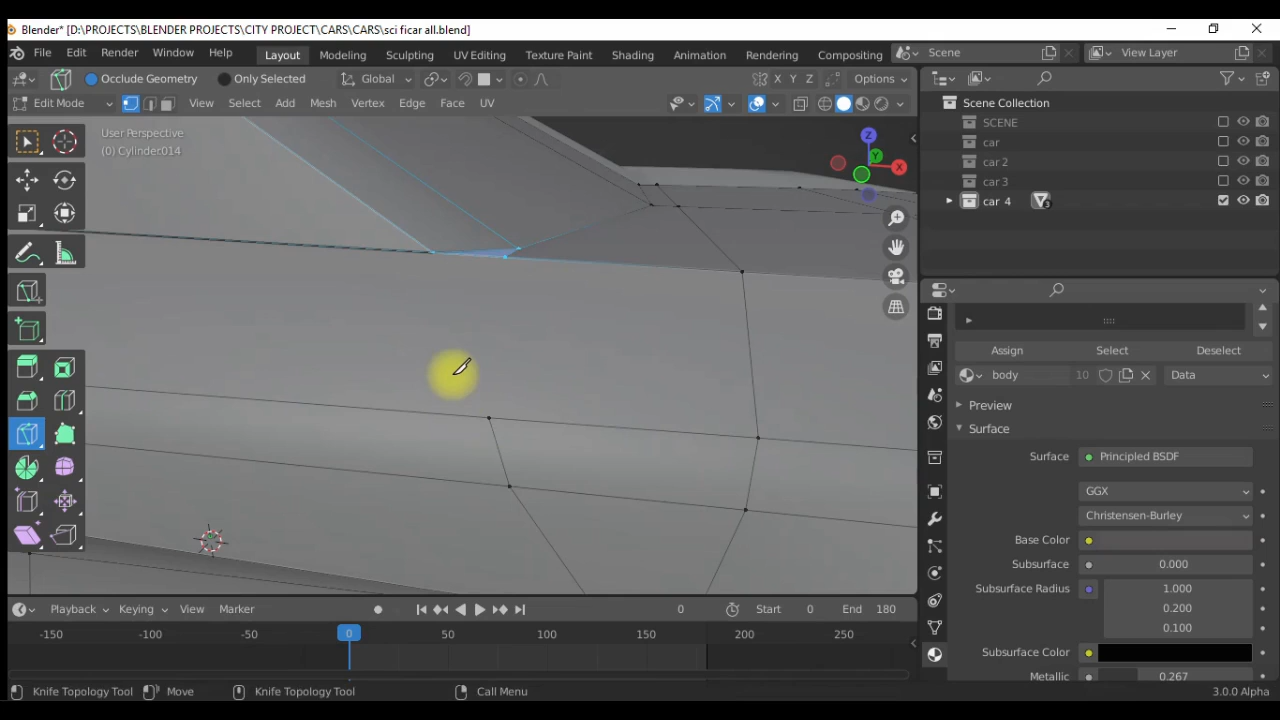 Blender* [D:\PROJECTS\BLENDER PROJECTS\CITY PROJECT\CARS\CARS\sci ficar all.blend]
File Edit Render Window Help Layout Modeling Sculpting UV Editing Texture Paint Shading Animation Rendering Compositing Scene View Layer
Occlude Geometry Only Selected Global X Y Z Options
Edit Mode View Select Add Mesh Vertex Edge Face UV
Scene Collection
SCENE
car
car 2
car 3
car 4
3
User Perspective
(0) Cylinder014
Z
Y
X
Assign Select Deselect
body 10 Data
Preview
Surface
Surface Principled BSDF
GGX
Christensen-Burley
Base Color
Subsurface 0.000
Subsurface Radius 1.000
0.200
0.100
Subsurface Color
Metallic 0.267
Playback Keying View Marker 0 Start 0 End 180
-150 -100 -50 0 50 100 150 200 250
Knife Topology Tool Move Knife Topology Tool Call Menu 3.0.0 Alpha